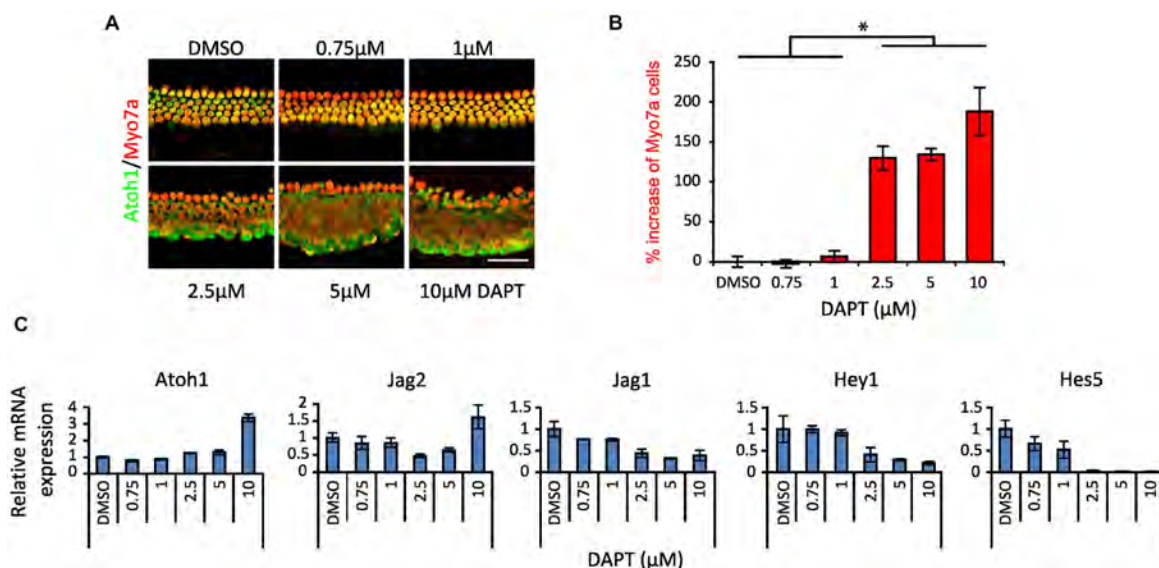 A
DMSO 0.75μM 1μM
Atoh1/Myo7a
2.5μM 5μM 10μM DAPT
B
*
% increase of Myo7a cells
250
200
150
100
50
0
DMSO 0.75 1 2.5 5 10
DAPT (μM)
C
Relative mRNA
expression
Atoh1
4
3
2
1
0
DMSO 0.75 1 2.5 5 10
Jag2
2
1.5
1
0.5
0
DMSO 0.75 1 2.5 5 10
Jag1
1.5
1
0.5
0
DMSO 0.75 1 2.5 5 10
Hey1
1.5
1
0.5
0
DMSO 0.75 1 2.5 5 10
Hes5
1.5
1
0.5
0
DMSO 0.75 1 2.5 5 10
DAPT (μM)